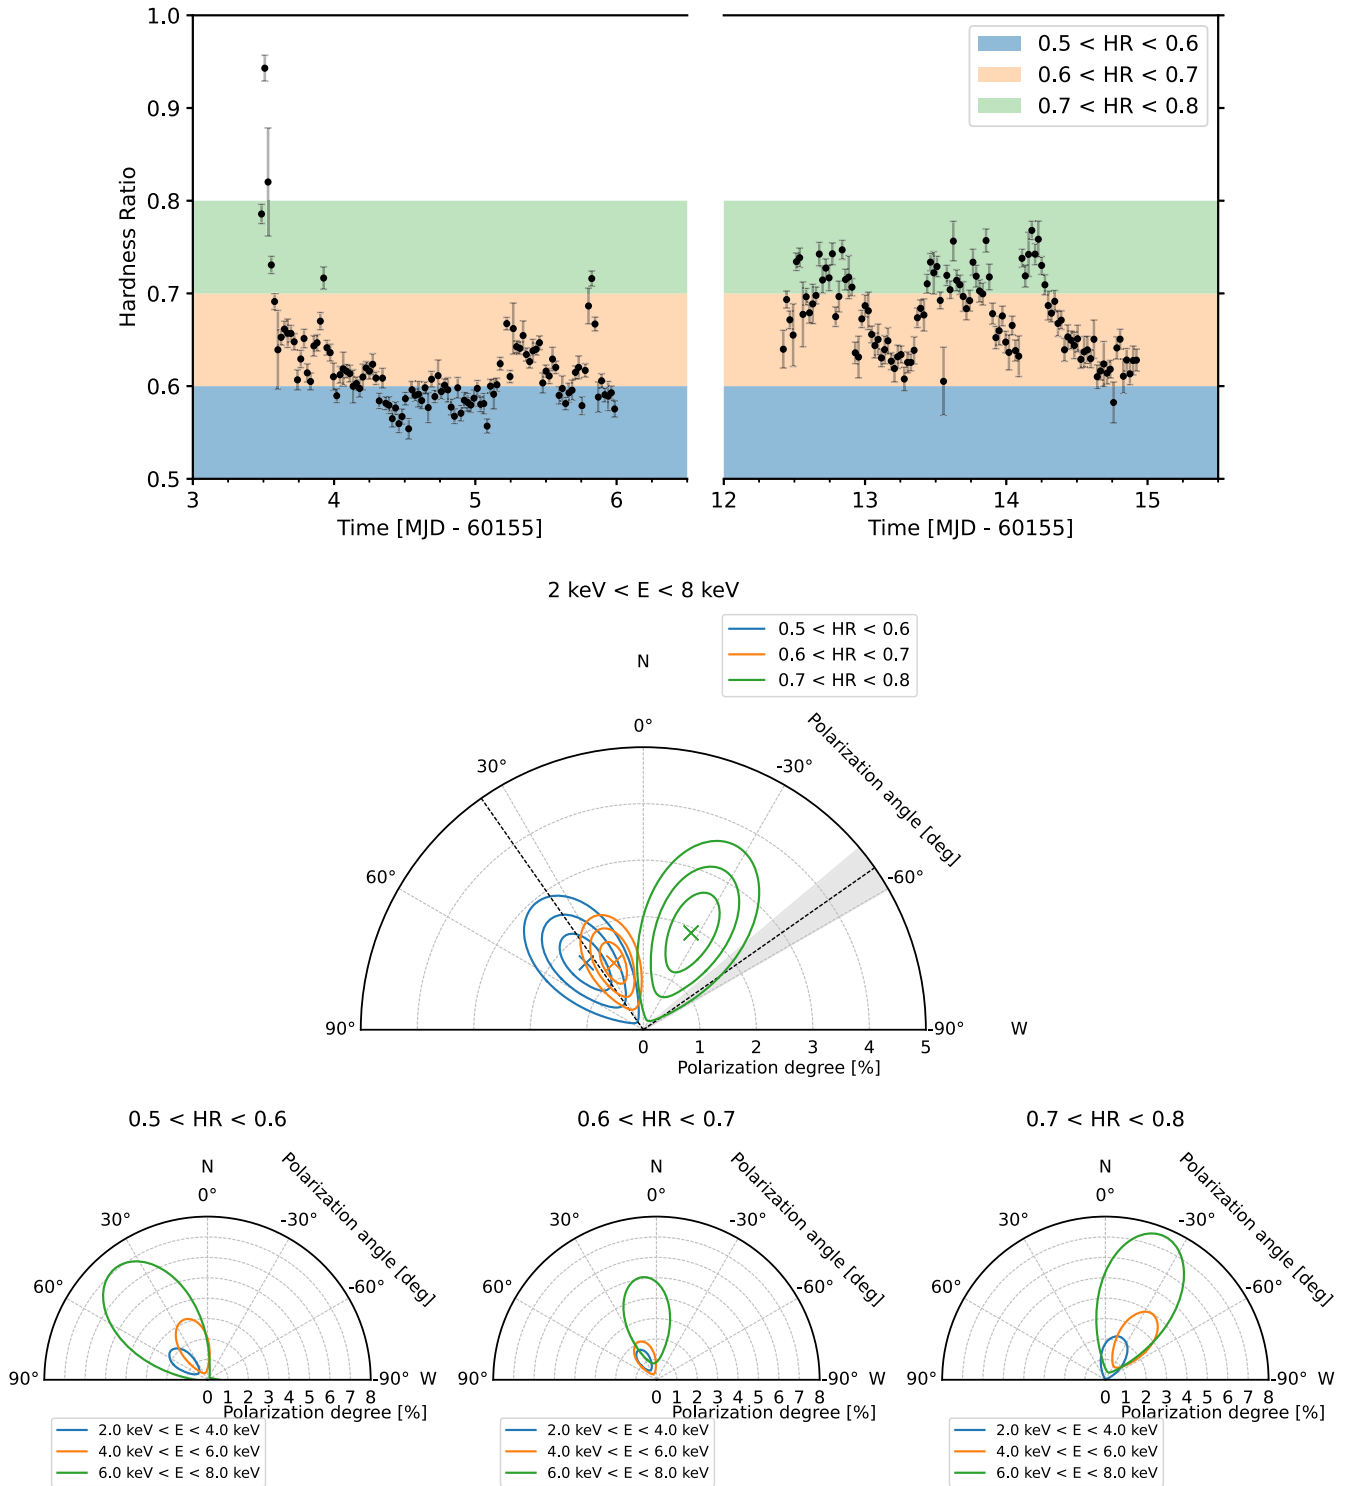 1.0
0.9
0.8
0.7
0.6
0.5
Hardness Ratio
0.5 < HR < 0.6
0.6 < HR < 0.7
0.7 < HR < 0.8
3 4 5 6
12 13 14 15
Time [MJD - 60155]
Time [MJD - 60155]
2 keV < E < 8 keV
0.5 < HR < 0.6
0.6 < HR < 0.7
0.7 < HR < 0.8
N
0°
30°
-30°
Polarization angle [deg]
60°
-60°
90°
-90°
W
0 1 2 3 4 5
Polarization degree [%]
0.5 < HR < 0.6
N
0°
30°
-30°
Polarization angle [deg]
60°
-60°
90°
-90°
W
0 1 2 3 4 5 6 7 8
Polarization degree [%]
2.0 keV < E < 4.0 keV
4.0 keV < E < 6.0 keV
6.0 keV < E < 8.0 keV
0.6 < HR < 0.7
N
0°
30°
-30°
Polarization angle [deg]
60°
-60°
90°
-90°
W
0 1 2 3 4 5 6 7 8
Polarization degree [%]
2.0 keV < E < 4.0 keV
4.0 keV < E < 6.0 keV
6.0 keV < E < 8.0 keV
0.7 < HR < 0.8
N
0°
30°
-30°
Polarization angle [deg]
60°
-60°
90°
-90°
W
0 1 2 3 4 5 6 7 8
Polarization degree [%]
2.0 keV < E < 4.0 keV
4.0 keV < E < 6.0 keV
6.0 keV < E < 8.0 keV